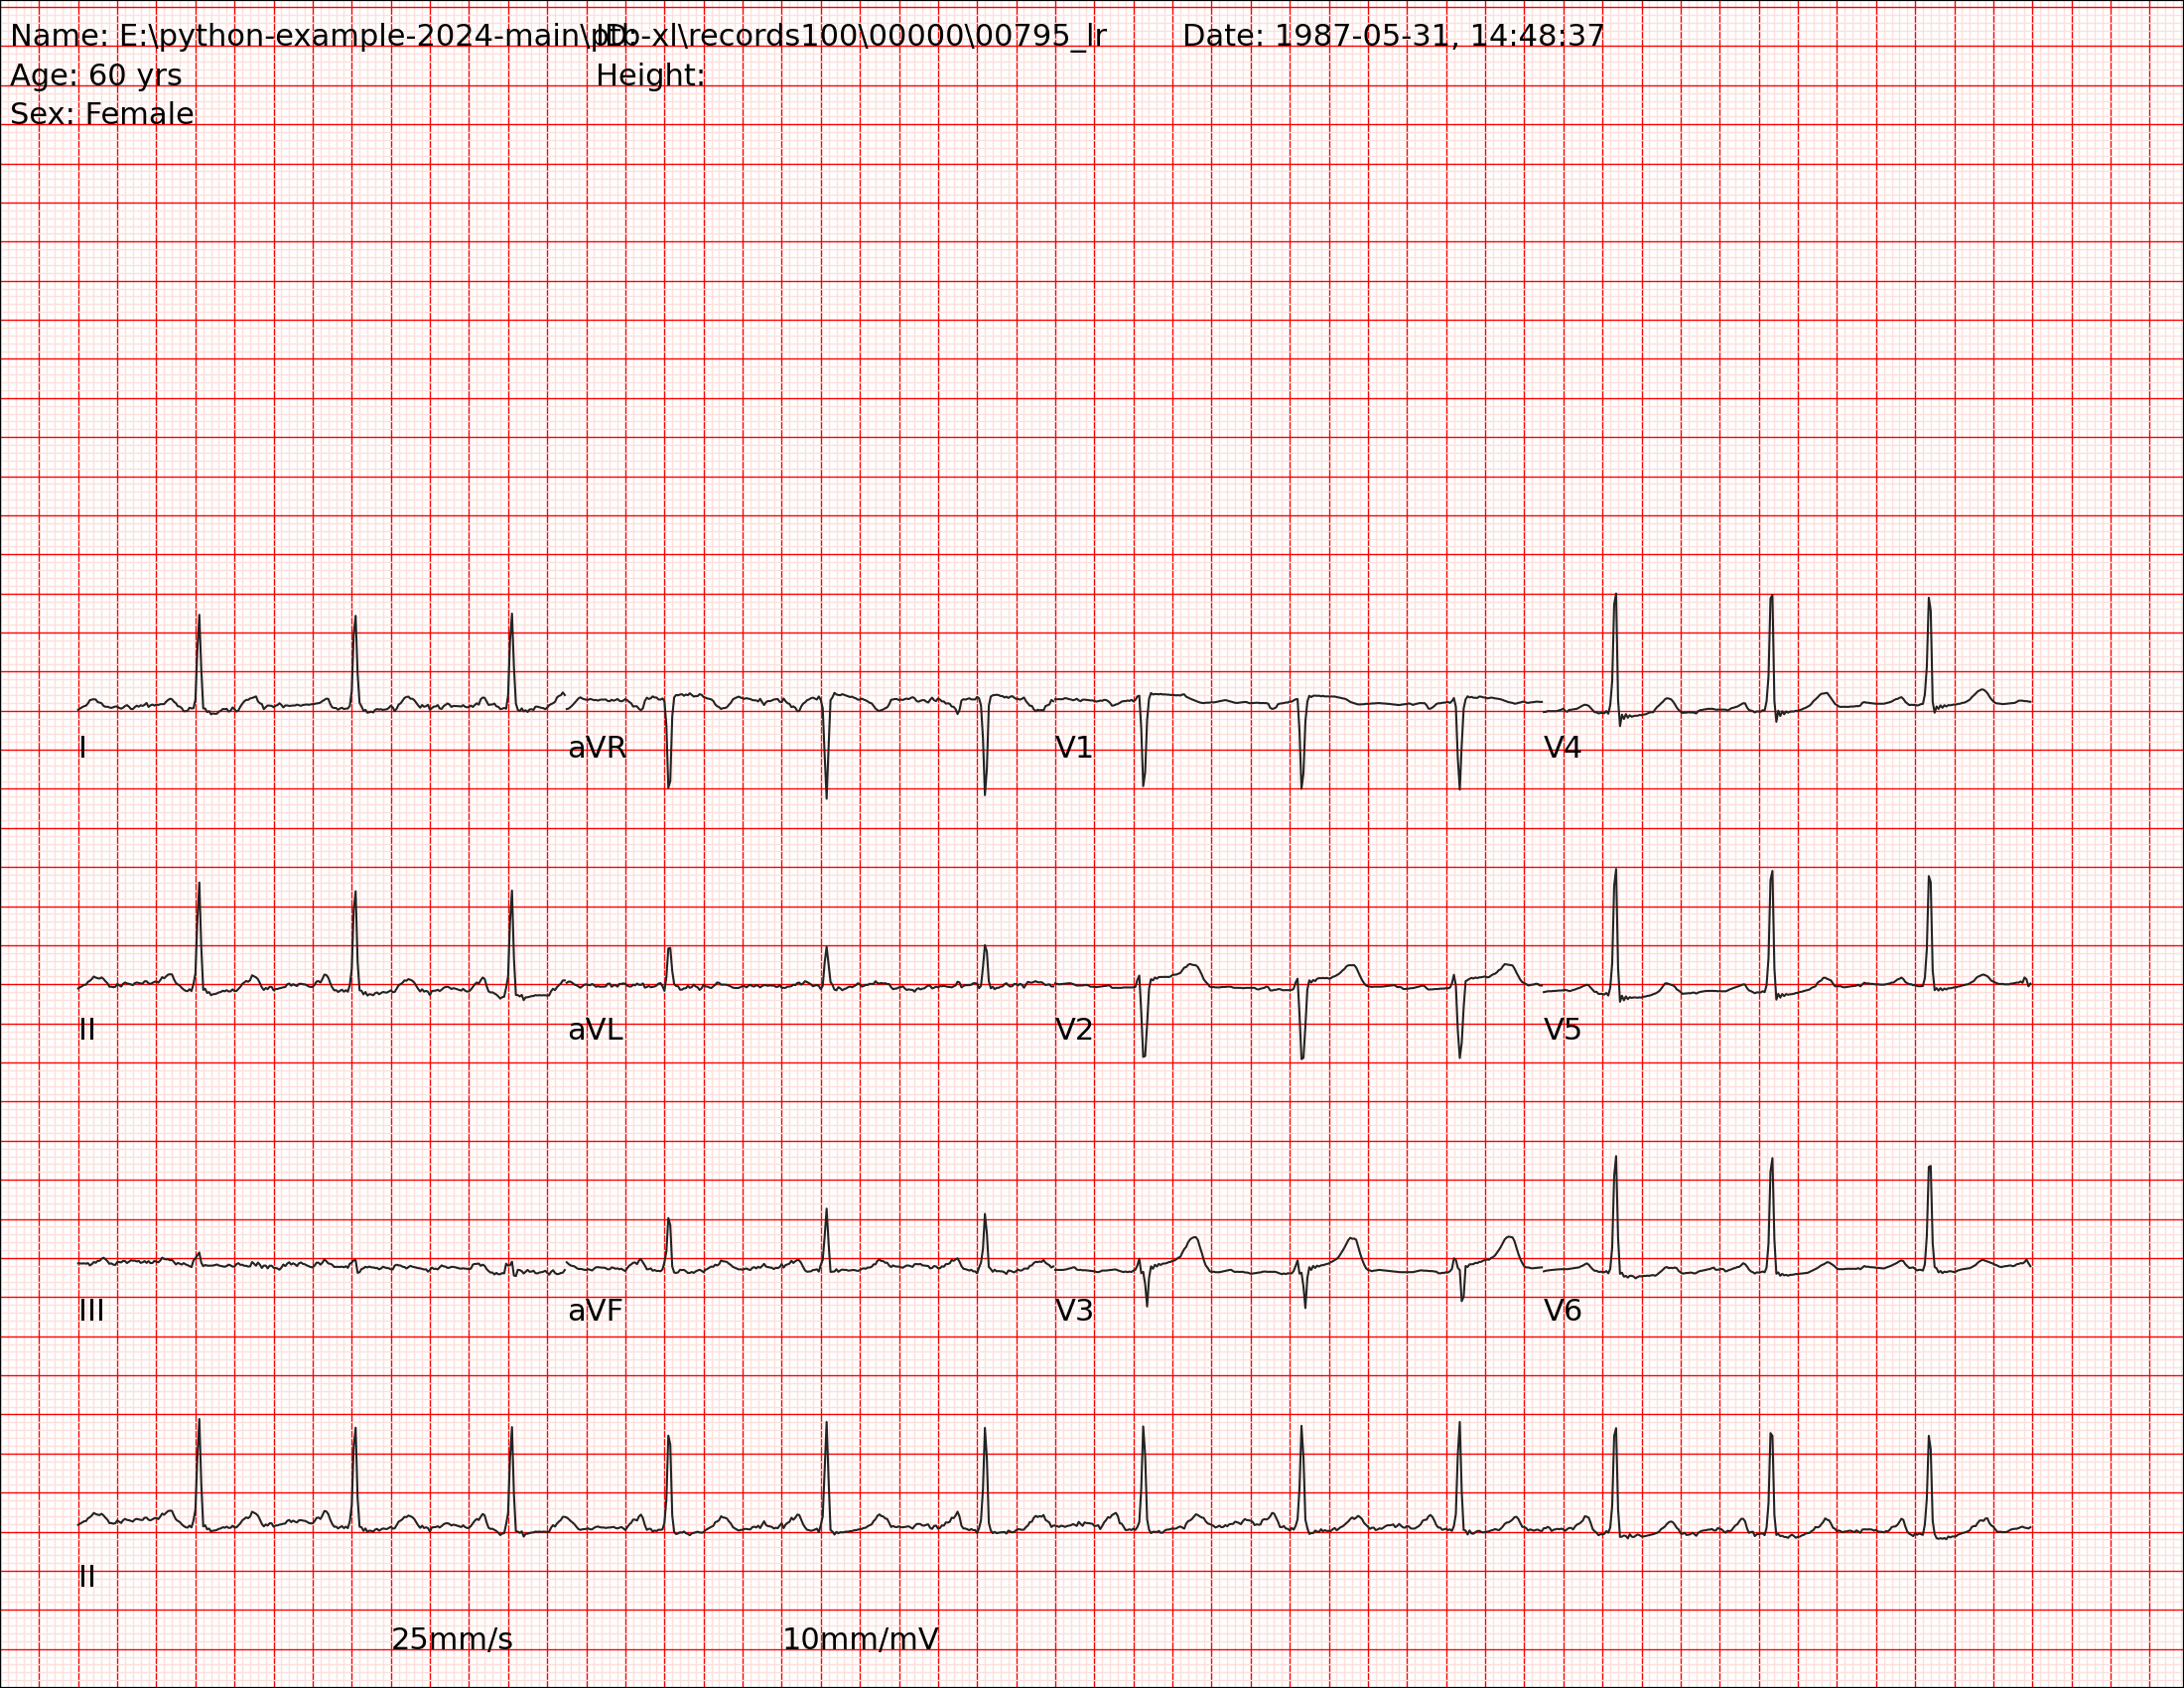 Name: E:\python-example-2024-main\ptb-xl\records100\00000\00795_lr ID: Date: 1987-05-31, 14:48:37
Age: 60 yrs Height:
Sex: Female
I aVR V1 V4
II aVL V2 V5
III aVF V3 V6
II
25mm/s 10mm/mV